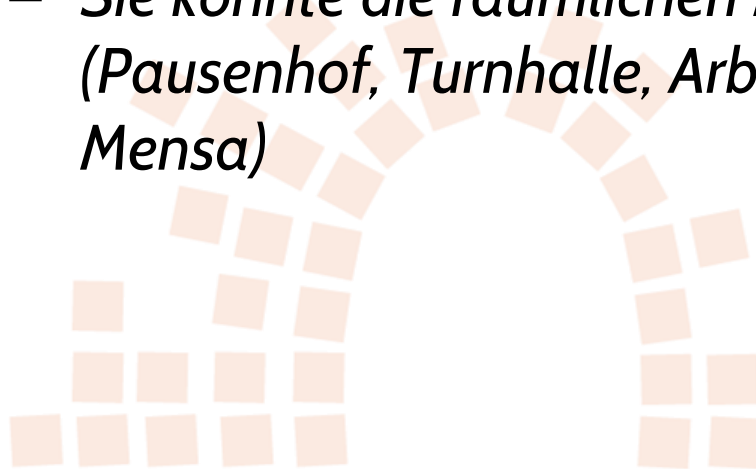 – Sie konnte die räumlichen
(Pausenhof, Turnhalle, Arb
Mensa)